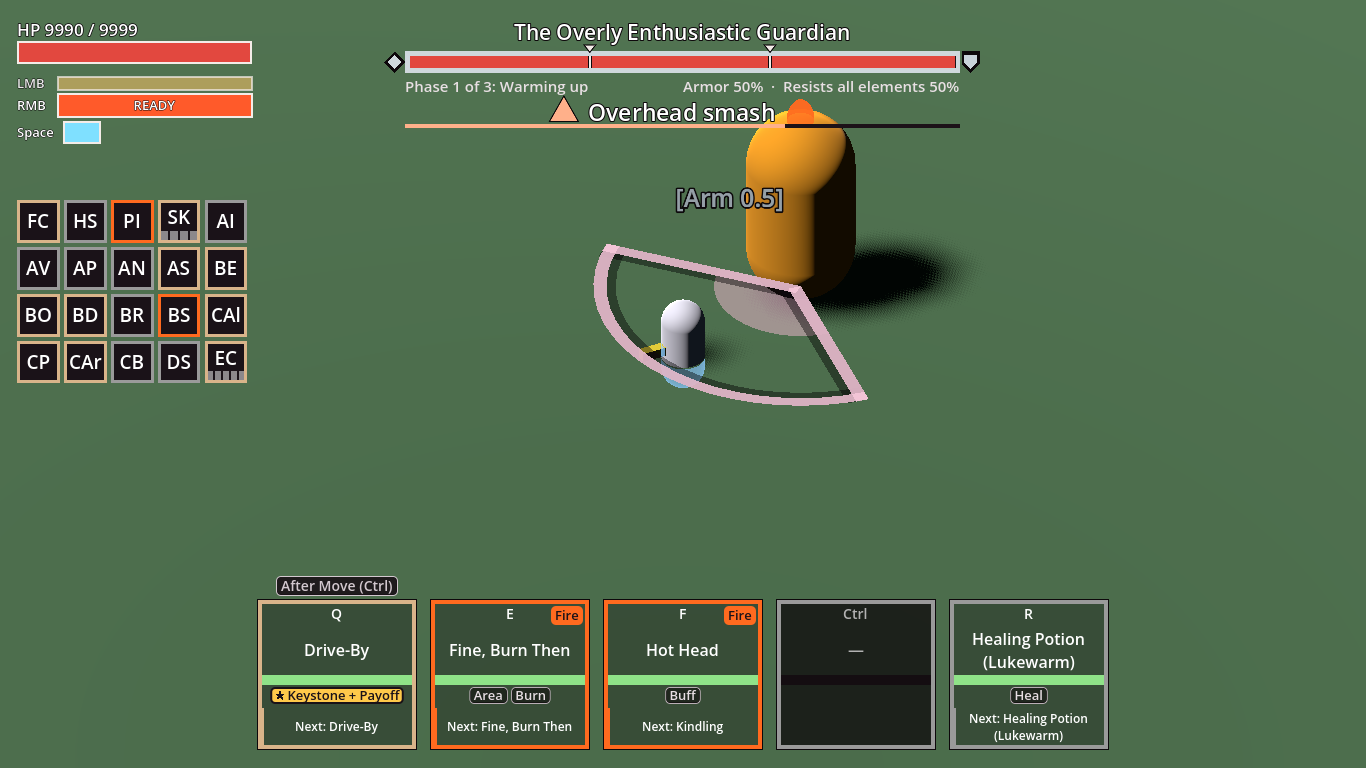 HP 9990 / 9999
LMB
RMB READY
Space
The Overly Enthusiastic Guardian
Phase 1 of 3: Warming up
Armor 50% · Resists all elements 50%
Overhead smash
[Arm 0.5]
FC HS PI SK AI
AV AP AN AS BE
BO BD BR BS CAl
CP CAr CB DS EC
After Move (Ctrl)
Q
Drive-By
★ Keystone + Payoff
Next: Drive-By
E
Fire
Fine, Burn Then
Area Burn
Next: Fine, Burn Then
F
Fire
Hot Head
Buff
Next: Kindling
Ctrl
—
R
Healing Potion
(Lukewarm)
Heal
Next: Healing Potion
(Lukewarm)